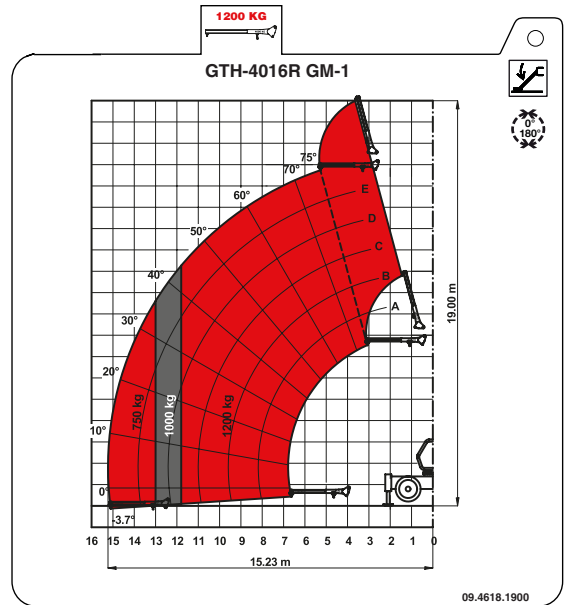 1200 KG
GTH-4016R GM-1
0°
180°
75°
70°
60°
50°
40°
30°
20°
10°
0°
-3.7°
E
D
C
B
A
750 kg
1000 kg
1200 kg
19.00 m
16 15 14 13 12 11 10 9 8 7 6 5 4 3 2 1 0
15.23 m
09.4618.1900